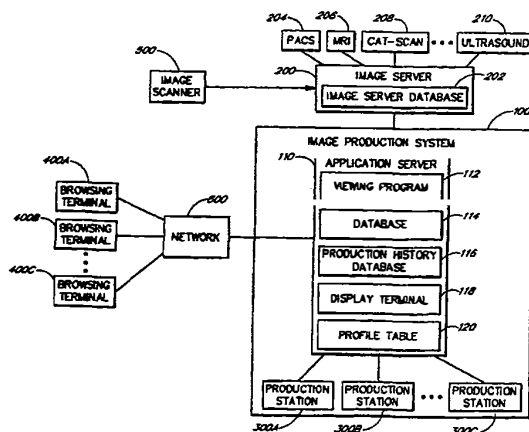 204 206 208 210
PACS MRI CAT-SCAN ULTRASOUND
500 200 IMAGE SERVER 202
IMAGE SCANNER IMAGE SERVER DATABASE
100
IMAGE PRODUCTION SYSTEM
110 APPLICATION SERVER
VIEWING PROGRAM 112
400A
BROWSING TERMINAL
600
DATABASE 114
400B
BROWSING TERMINAL
NETWORK
PRODUCTION HISTORY DATABASE 116
400C
BROWSING TERMINAL
DISPLAY TERMINAL 118
PROFILE TABLE 120
PRODUCTION STATION PRODUCTION STATION PRODUCTION STATION
300A 300B 300C